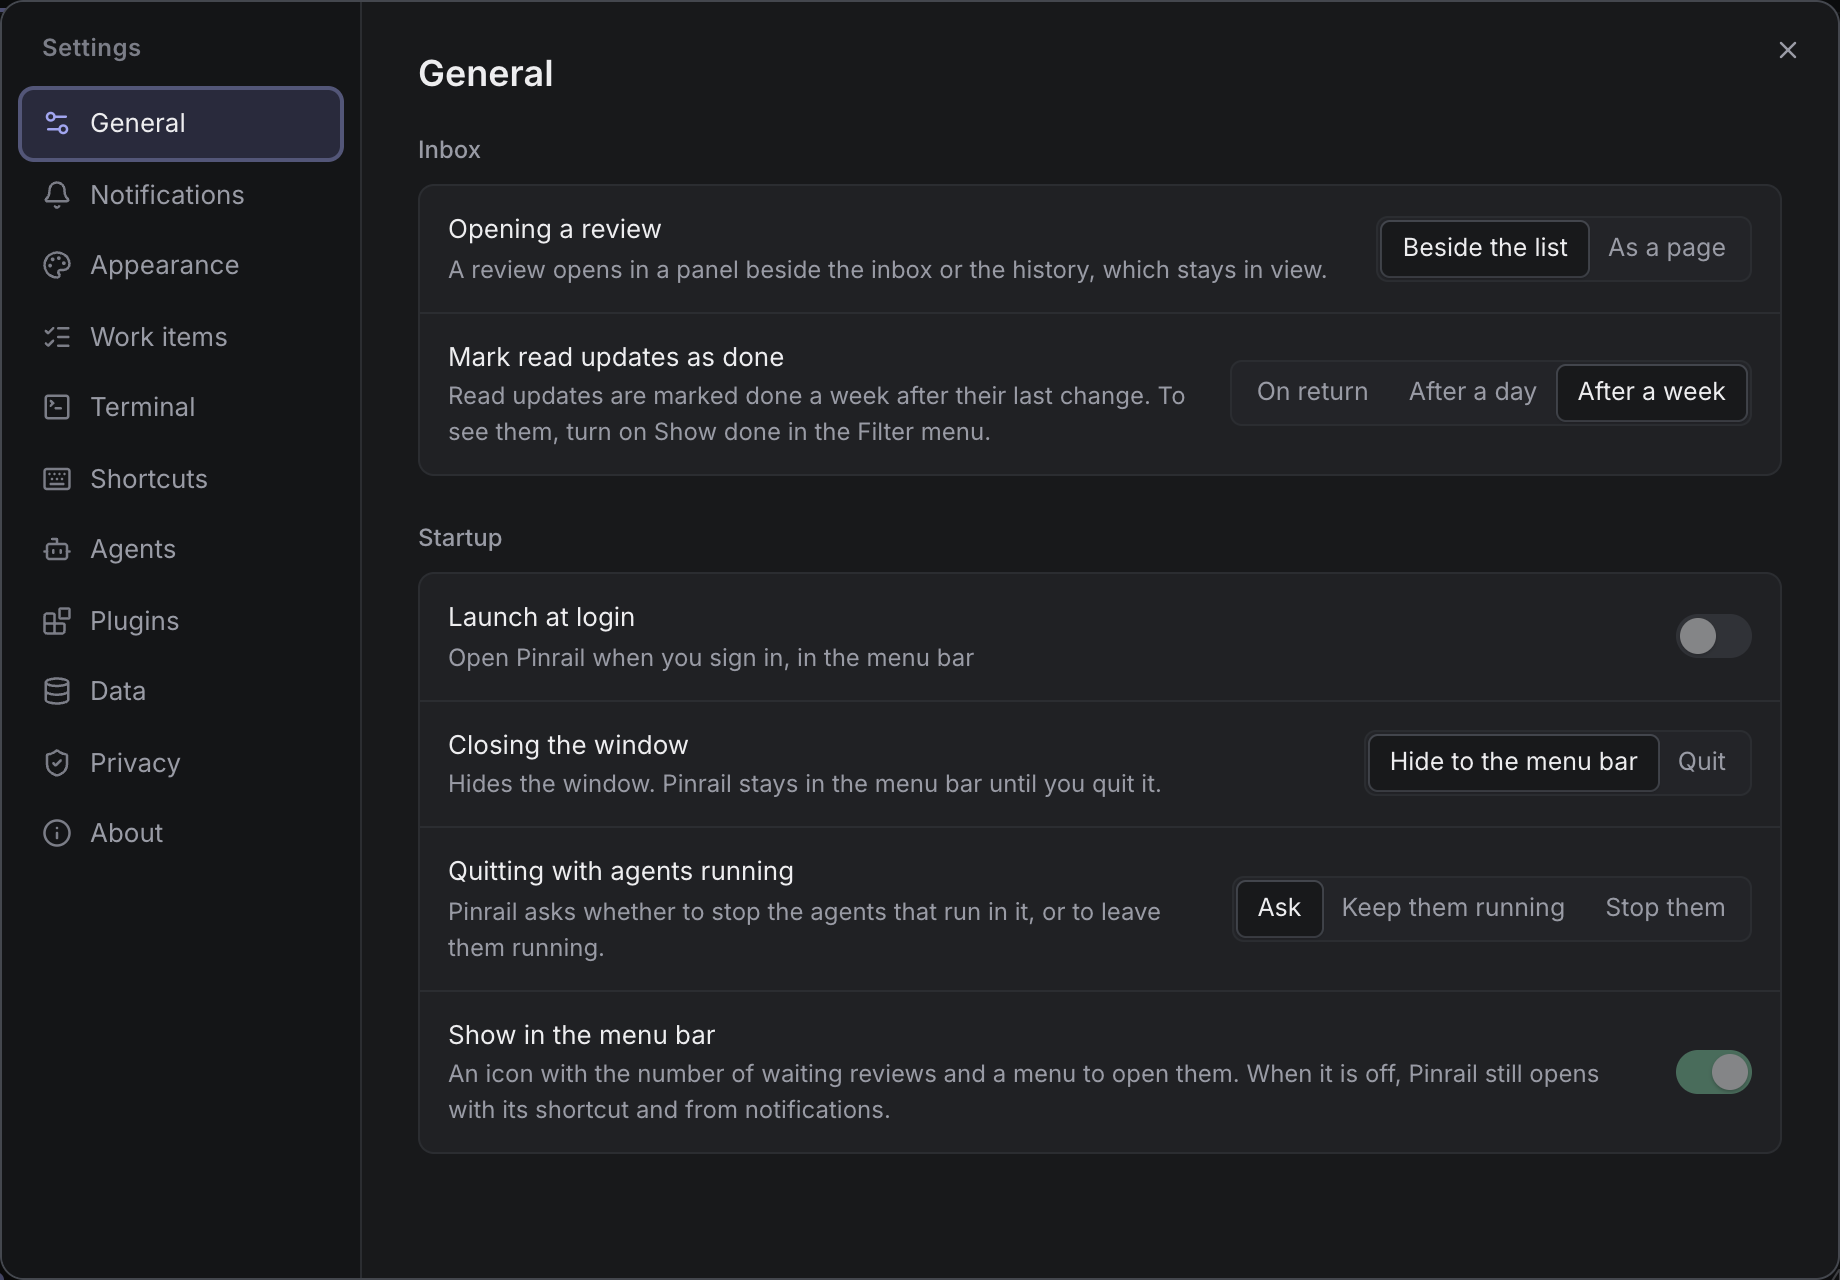 Settings
General
Notifications
Appearance
Work items
Terminal
Shortcuts
Agents
Plugins
Data
Privacy
About
General
Inbox
Opening a review
A review opens in a panel beside the inbox or the history, which stays in view.
Beside the list
As a page
Mark read updates as done
Read updates are marked done a week after their last change. To
see them, turn on Show done in the Filter menu.
On return
After a day
After a week
Startup
Launch at login
Open Pinrail when you sign in, in the menu bar
Closing the window
Hides the window. Pinrail stays in the menu bar until you quit it.
Hide to the menu bar
Quit
Quitting with agents running
Pinrail asks whether to stop the agents that run in it, or to leave
them running.
Ask
Keep them running
Stop them
Show in the menu bar
An icon with the number of waiting reviews and a menu to open them. When it is off, Pinrail still opens
with its shortcut and from notifications.